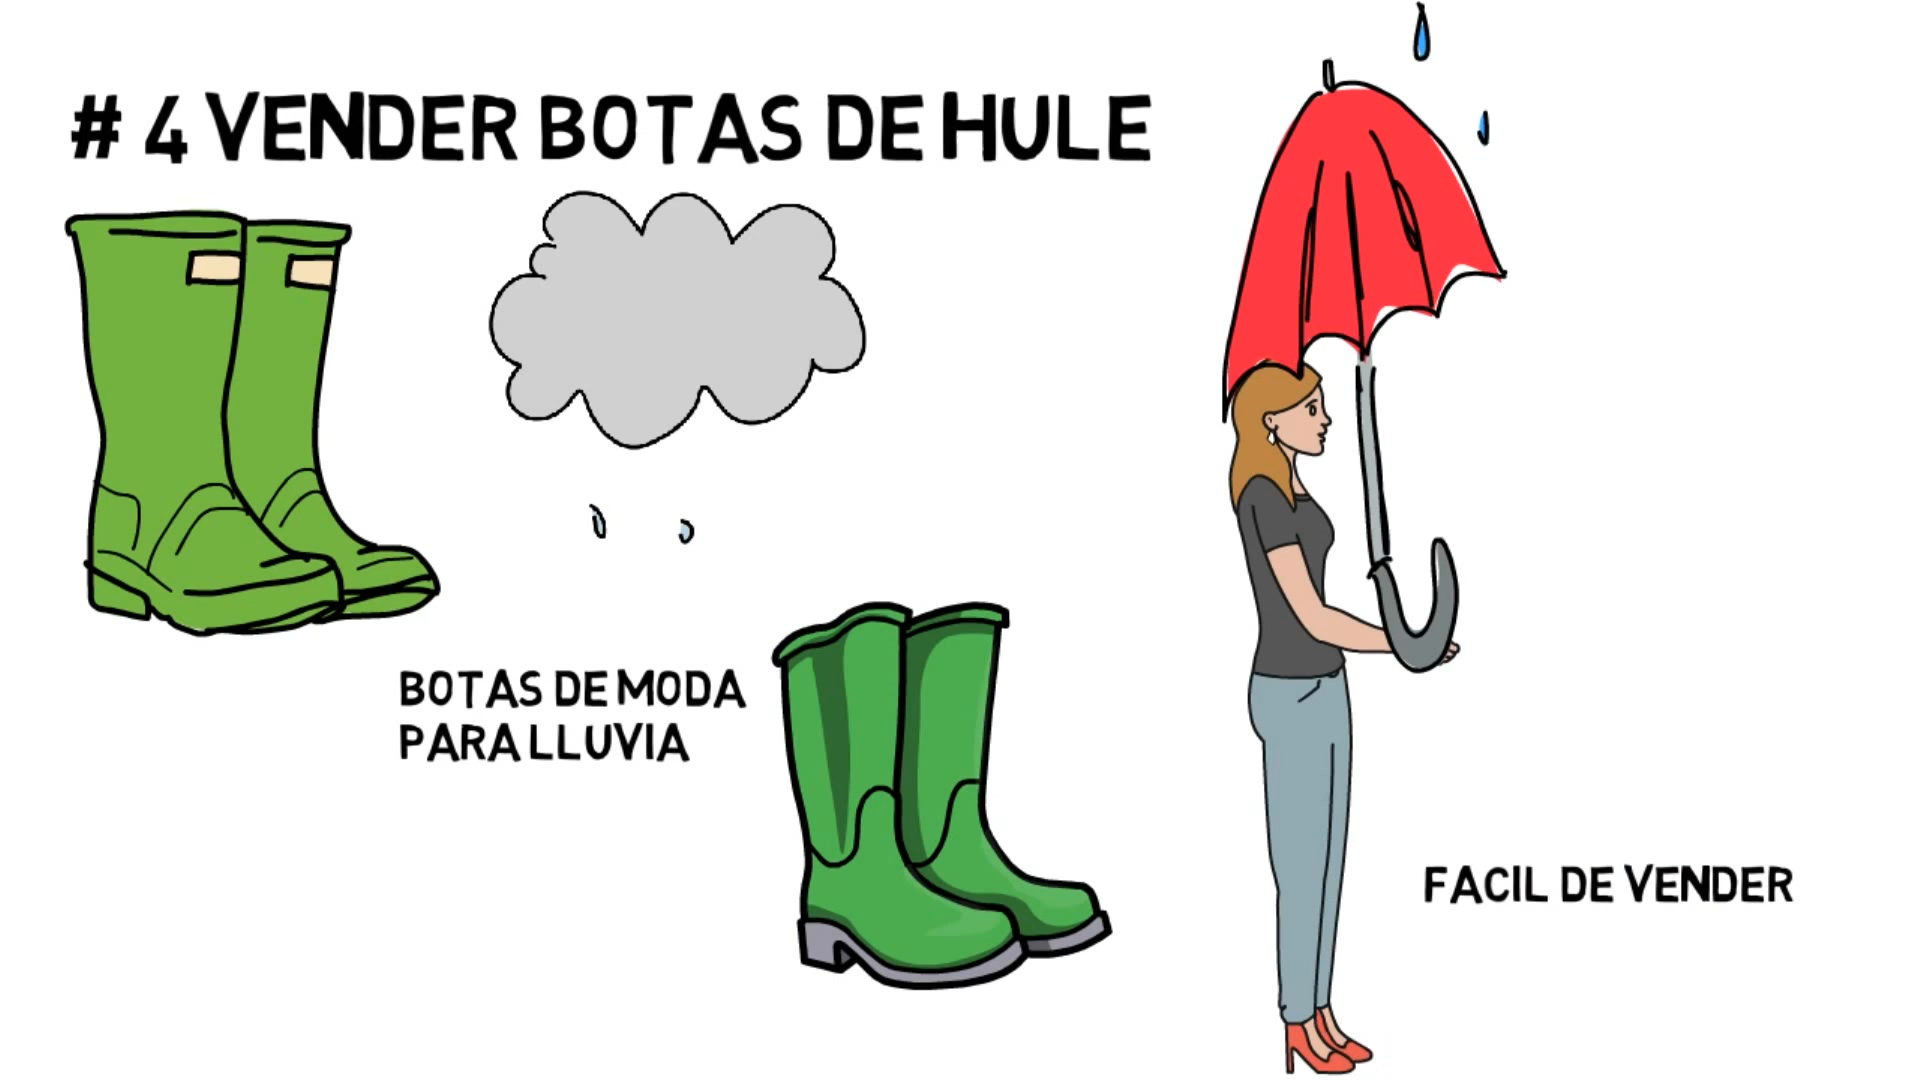 # 4 VENDER BOTAS DE HULE
BOTAS DE MODA
PARA LLUVIA
FACIL DE VENDER